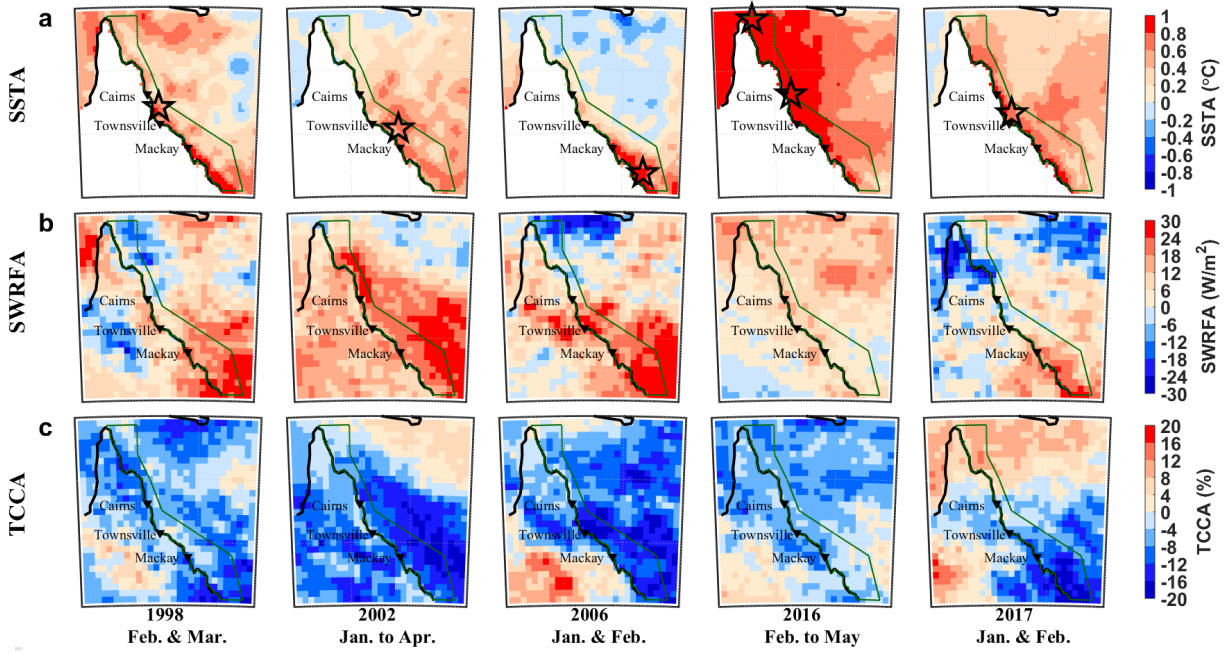 a
SSTA
Cairns
Townsville
Mackay
Cairns
Townsville
Mackay
Cairns
Townsville
Mackay
Cairns
Townsville
Mackay
Cairns
Townsville
Mackay
1
0.8
0.6
0.4
0.2
0
-0.2
-0.4
-0.6
-0.8
-1
SSTA (°C)
b
SWRFA
Cairns
Townsville
Mackay
Cairns
Townsville
Mackay
Cairns
Townsville
Mackay
Cairns
Townsville
Mackay
Cairns
Townsville
Mackay
30
24
18
12
6
0
-6
-12
-18
-24
-30
SWRFA (W/m²)
c
TCCA
Cairns
Townsville
Mackay
Cairns
Townsville
Mackay
Cairns
Townsville
Mackay
Cairns
Townsville
Mackay
Cairns
Townsville
Mackay
20
16
12
8
4
0
-4
-8
-12
-16
-20
TCCA (%)
1998
Feb. & Mar.
2002
Jan. to Apr.
2006
Jan. & Feb.
2016
Feb. to May
2017
Jan. & Feb.